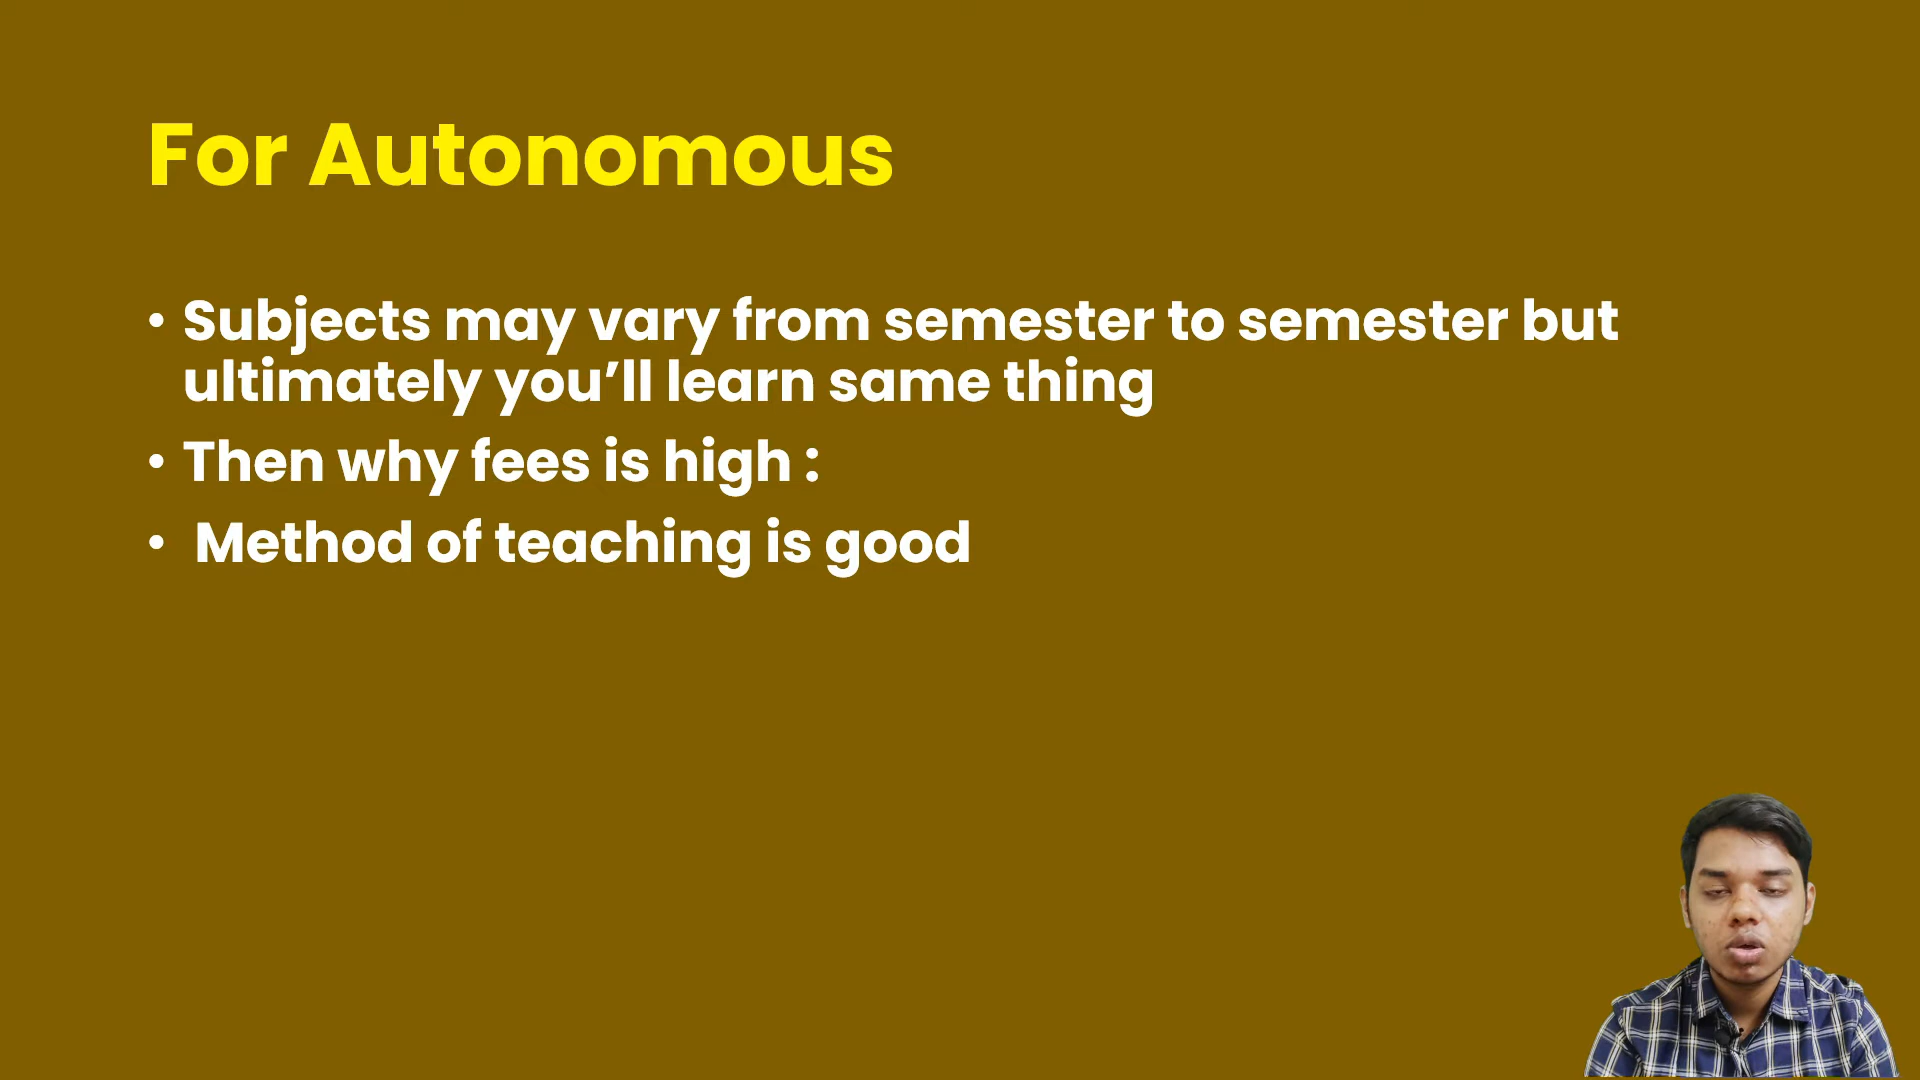 For Autonomous
• Subjects may vary from semester to semester but
ultimately you’ll learn same thing
• Then why fees is high :
• Method of teaching is good